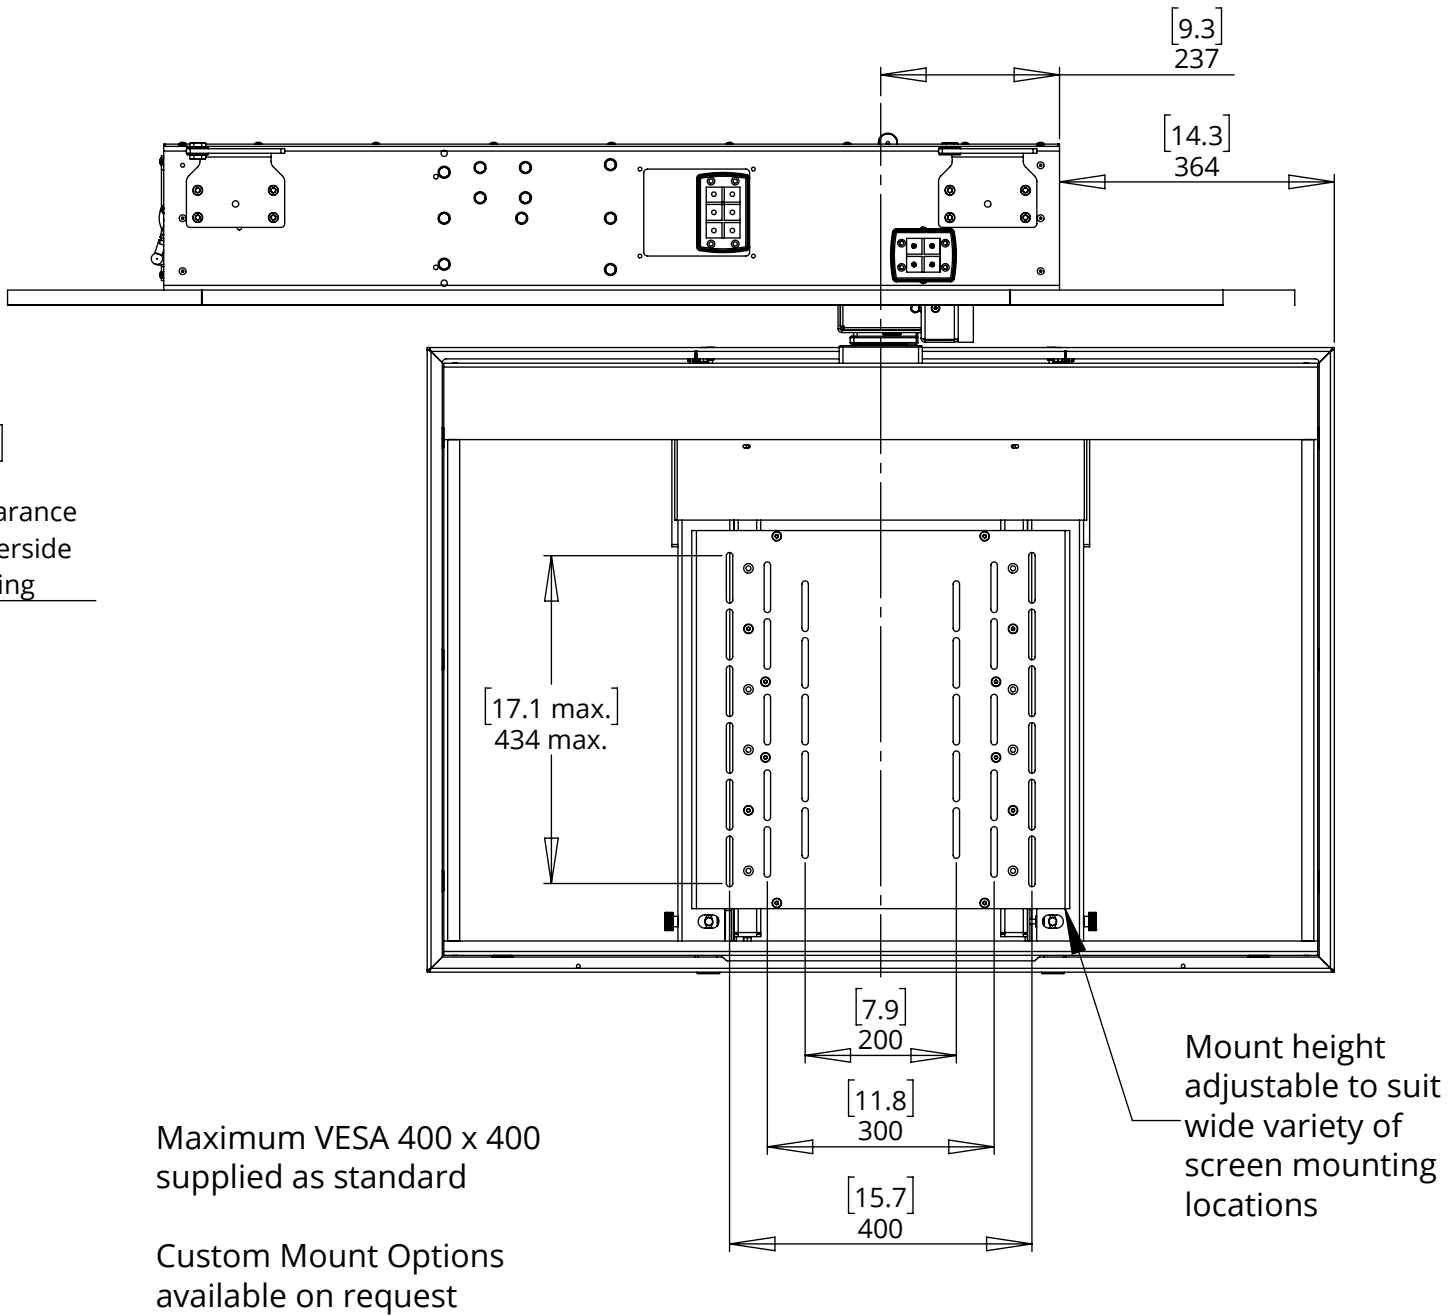 [9.3]
237
[14.3]
364
[17.1 max.]
434 max.
[7.9]
200
[11.8]
300
[15.7]
400
Mount height
adjustable to suit
wide variety of
screen mounting
locations
Maximum VESA 400 x 400
supplied as standard
Custom Mount Options
available on request